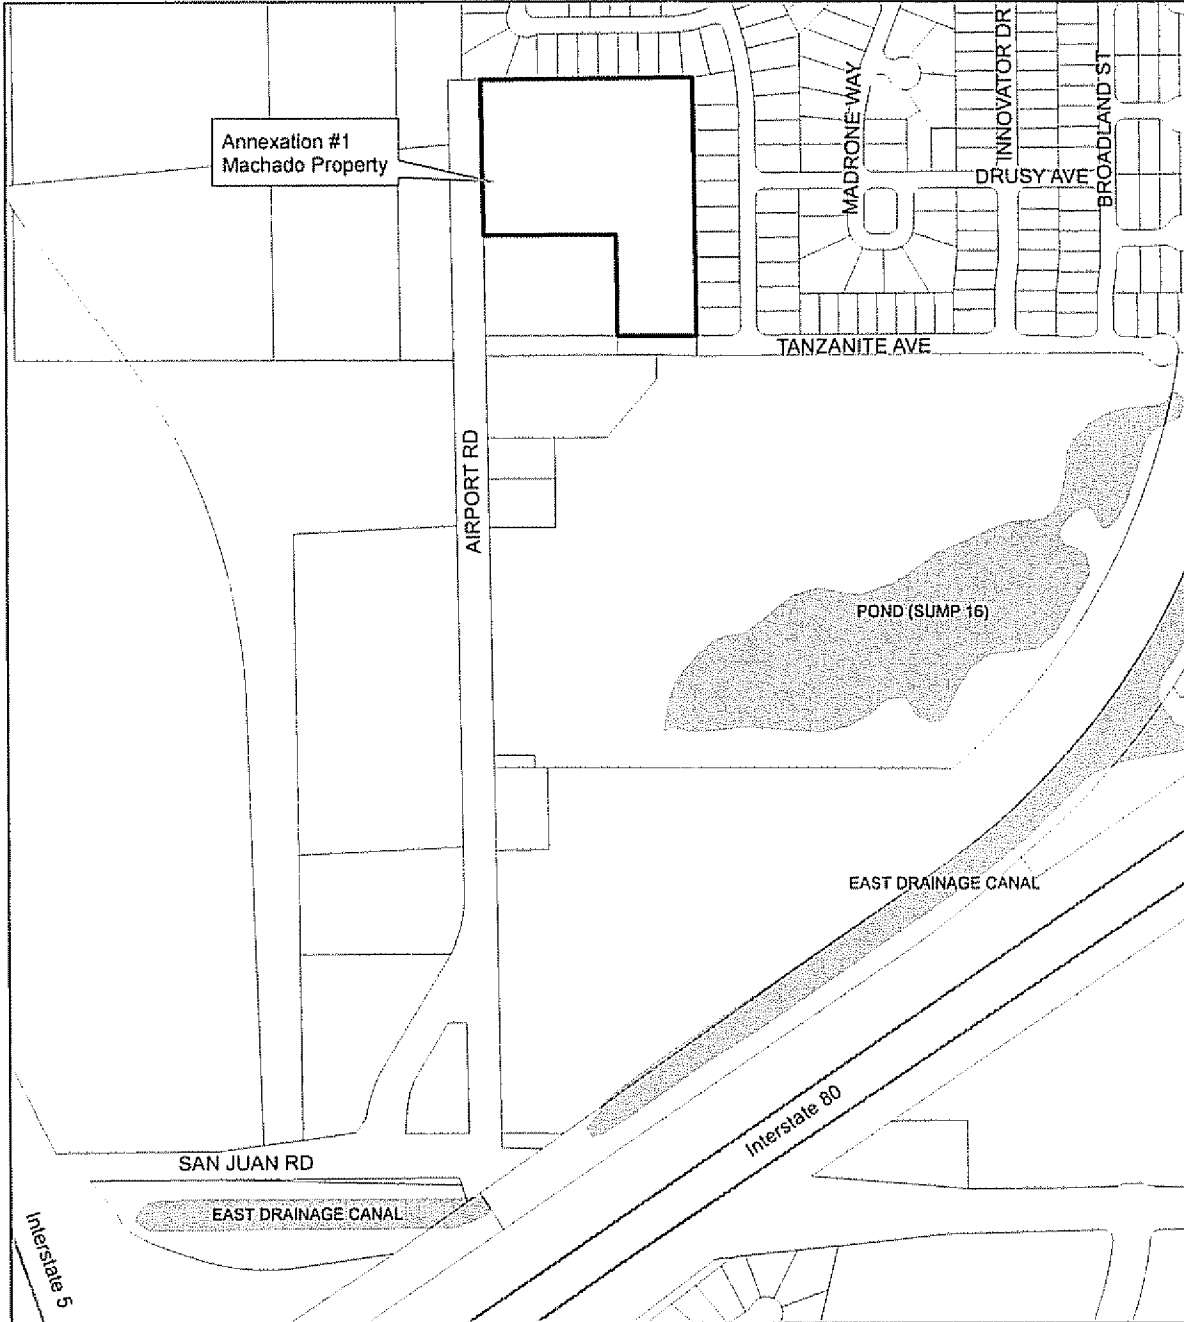 INNOVATOR DR
BROADLAND ST
MADRONE WAY
Annexation #1
Machado Property
DRUSY AVE
TANZANITE AVE
AIRPORT RD
POND (SUMP 16)
EAST DRAINAGE CANAL
Interstate 80
SAN JUAN RD
EAST DRAINAGE CANAL
Interstate 5